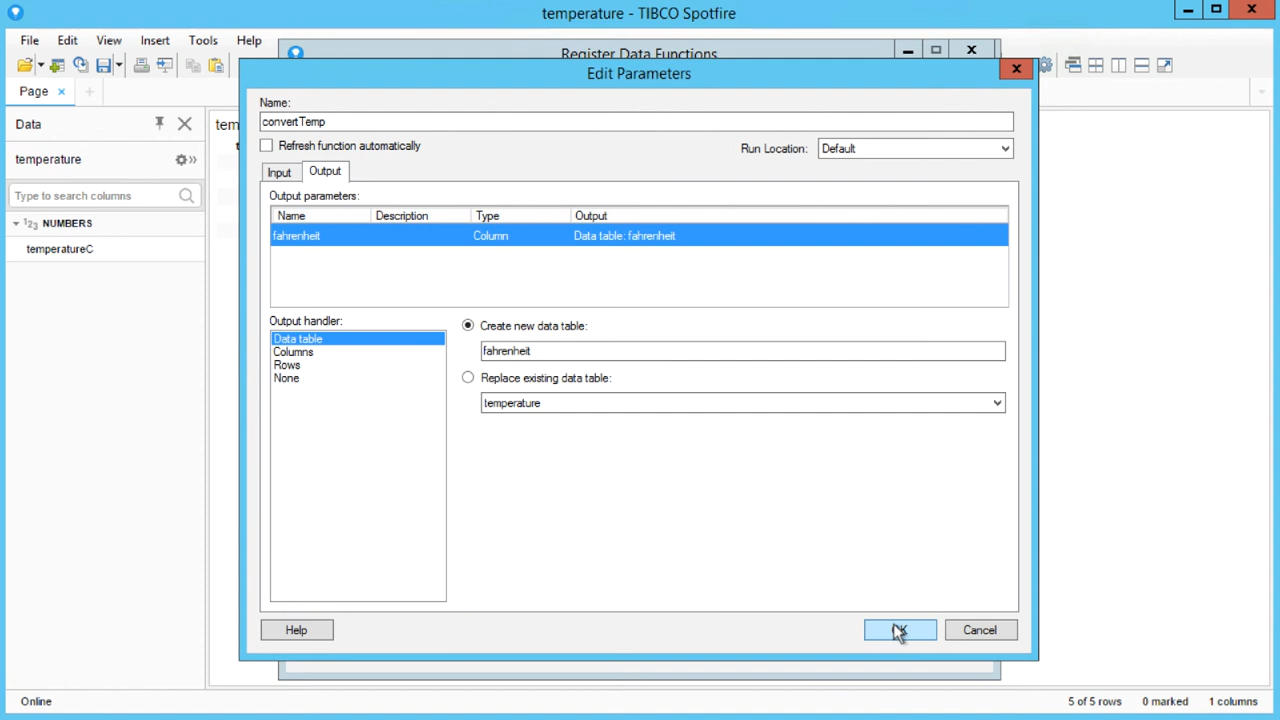 temperature - TIBCO Spotfire
File Edit View Insert Tools Help
Register Data Functions
Edit Parameters
Page
Data
temperature
Type to search columns
123 NUMBERS
temperatureC
tem
Name:
convertTemp
Refresh function automatically
Run Location: Default
Input Output
Output parameters:
Name Description Type Output
fahrenheit Column Data table: fahrenheit
Output handler:
Data table
Columns
Rows
None
Create new data table:
fahrenheit
Replace existing data table:
temperature
Help
Cancel
Online
5 of 5 rows 0 marked 1 columns